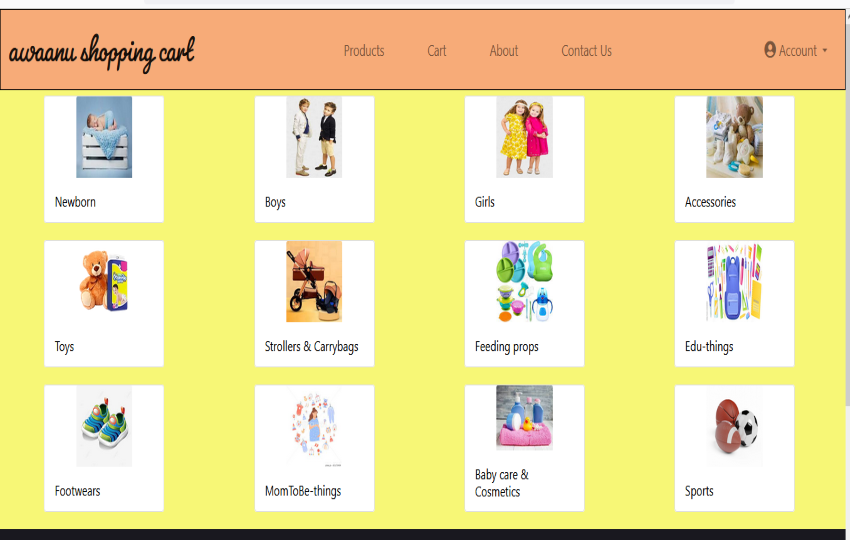 awaanu shopping cart
Products
Cart
About
Contact Us
Account
Newborn
Boys
Girls
Accessories
Toys
Strollers & Carrybags
Feeding props
Edu-things
Footwears
MomToBe-things
Baby care &
Cosmetics
Sports